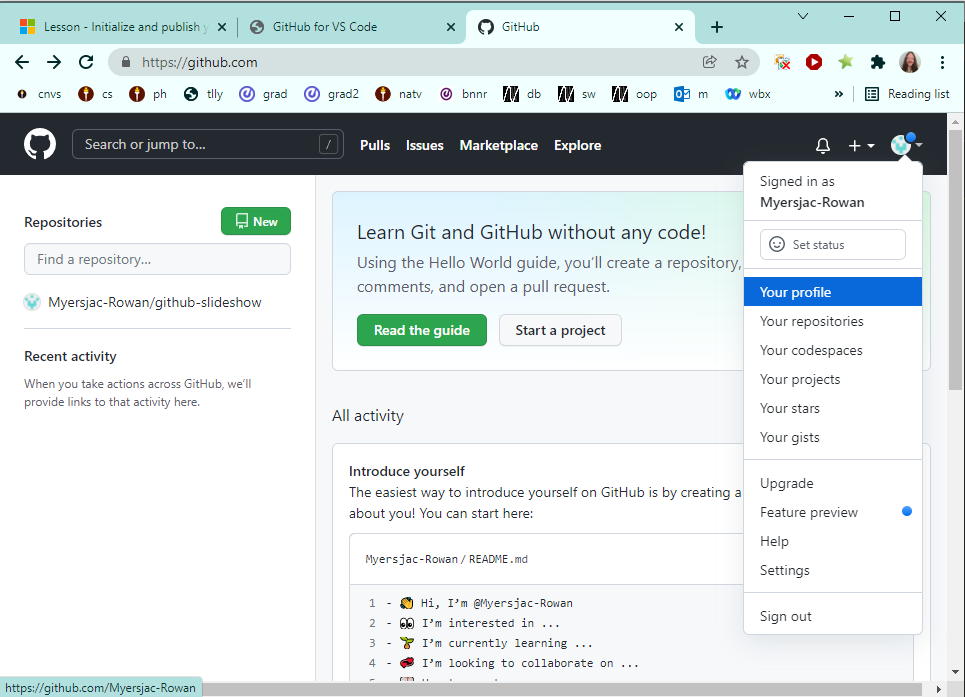 Lesson - Initialize and publish
GitHub for VS Code
GitHub
https://github.com
cnvs
cs
ph
tlly
grad
grad2
natv
bnnr
db
sw
oop
m
wbx
»
Reading list
Search or jump to...
/
Pulls
Issues
Marketplace
Explore
Signed in as
Myersjac-Rowan
Set status
Your profile
Your repositories
Your codespaces
Your projects
Your stars
Your gists
Upgrade
Feature preview
Help
Settings
Sign out
Repositories
New
Find a repository...
Myersjac-Rowan/github-slideshow
Recent activity
When you take actions across GitHub, we'll
provide links to that activity here.
Learn Git and GitHub without any code!
Using the Hello World guide, you'll create a repository,
comments, and open a pull request.
Read the guide
Start a project
All activity
Introduce yourself
The easiest way to introduce yourself on GitHub is by creating a
about you! You can start here:
Myersjac-Rowan / README.md
1 - 👋 Hi, I'm @Myersjac-Rowan
2 - 👀 I'm interested in ...
3 - 🌱 I'm currently learning ...
4 - 💞️ I'm looking to collaborate on ...
https://github.com/Myersjac-Rowan